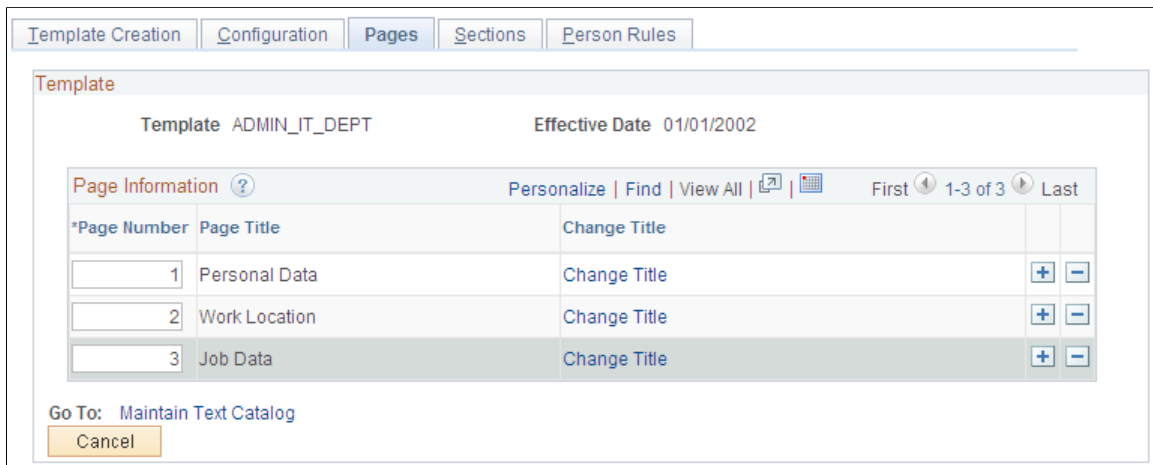 Template Creation Configuration Pages Sections Person Rules
Template
Template ADMIN_IT_DEPT Effective Date 01/01/2002
Page Information ? Personalize | Find | View All | | First 1-3 of 3 Last
*Page Number Page Title Change Title
1 Personal Data Change Title + -
2 Work Location Change Title + -
3 Job Data Change Title + -
Go To: Maintain Text Catalog
Cancel